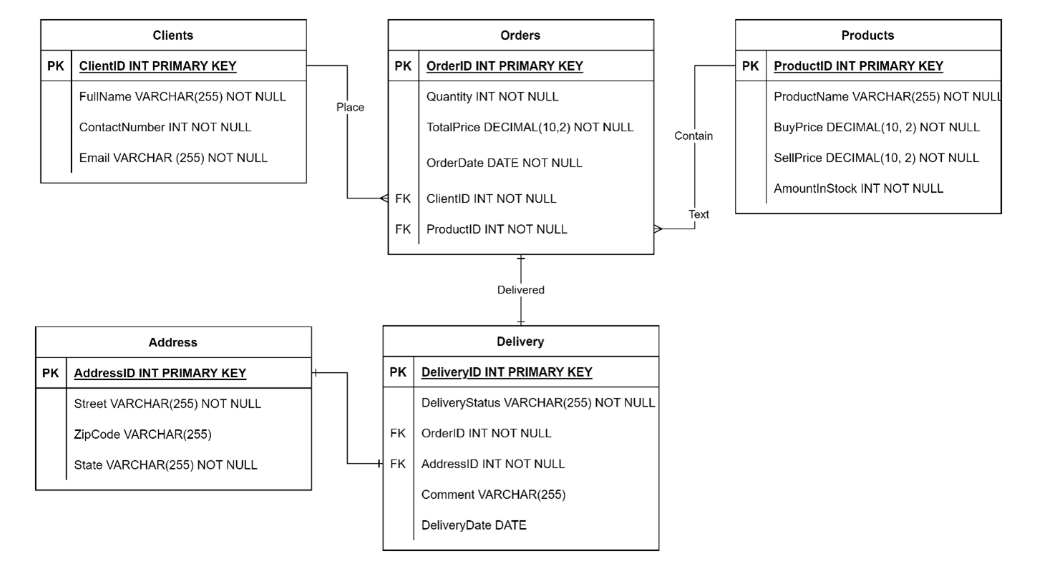 Clients
PK ClientID INT PRIMARY KEY
FullName VARCHAR(255) NOT NULL
ContactNumber INT NOT NULL
Email VARCHAR (255) NOT NULL
Place
Orders
PK OrderID INT PRIMARY KEY
Quantity INT NOT NULL
TotalPrice DECIMAL(10,2) NOT NULL
OrderDate DATE NOT NULL
FK ClientID INT NOT NULL
FK ProductID INT NOT NULL
Contain
Text
Products
PK ProductID INT PRIMARY KEY
ProductName VARCHAR(255) NOT NULL
BuyPrice DECIMAL(10, 2) NOT NULL
SellPrice DECIMAL(10, 2) NOT NULL
AmountInStock INT NOT NULL
Delivered
Address
PK AddressID INT PRIMARY KEY
Street VARCHAR(255) NOT NULL
ZipCode VARCHAR(255)
State VARCHAR(255) NOT NULL
Delivery
PK DeliveryID INT PRIMARY KEY
DeliveryStatus VARCHAR(255) NOT NULL
FK OrderID INT NOT NULL
FK AddressID INT NOT NULL
Comment VARCHAR(255)
DeliveryDate DATE